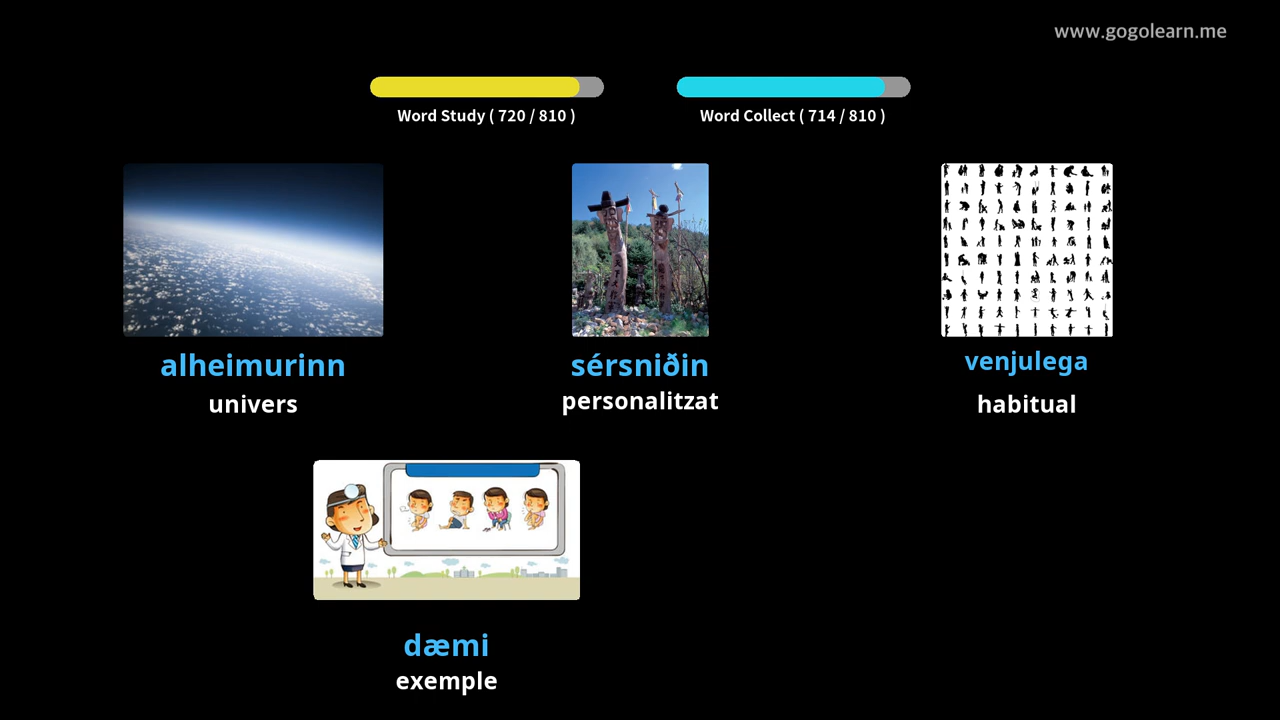 www.gogolearn.me
Word Study ( 720 / 810 )
Word Collect ( 714 / 810 )
alheimurinn
univers
sérsniðin
personalitzat
venjulega
habitual
dæmi
exemple